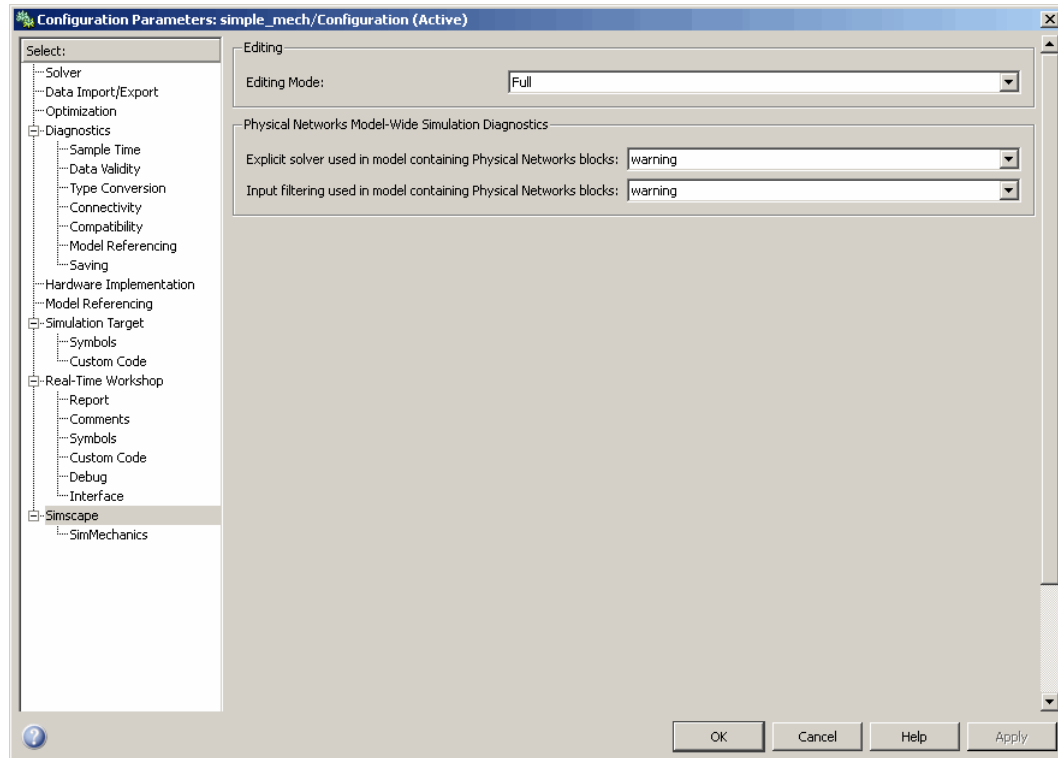 Configuration Parameters: simple_mech/Configuration (Active)
Select:
Solver
Data Import/Export
Optimization
Diagnostics
Sample Time
Data Validity
Type Conversion
Connectivity
Compatibility
Model Referencing
Saving
Hardware Implementation
Model Referencing
Simulation Target
Symbols
Custom Code
Real-Time Workshop
Report
Comments
Symbols
Custom Code
Debug
Interface
Simscape
SimMechanics
Editing
Editing Mode: Full
Physical Networks Model-Wide Simulation Diagnostics
Explicit solver used in model containing Physical Networks blocks: warning
Input filtering used in model containing Physical Networks blocks: warning
OK Cancel Help Apply